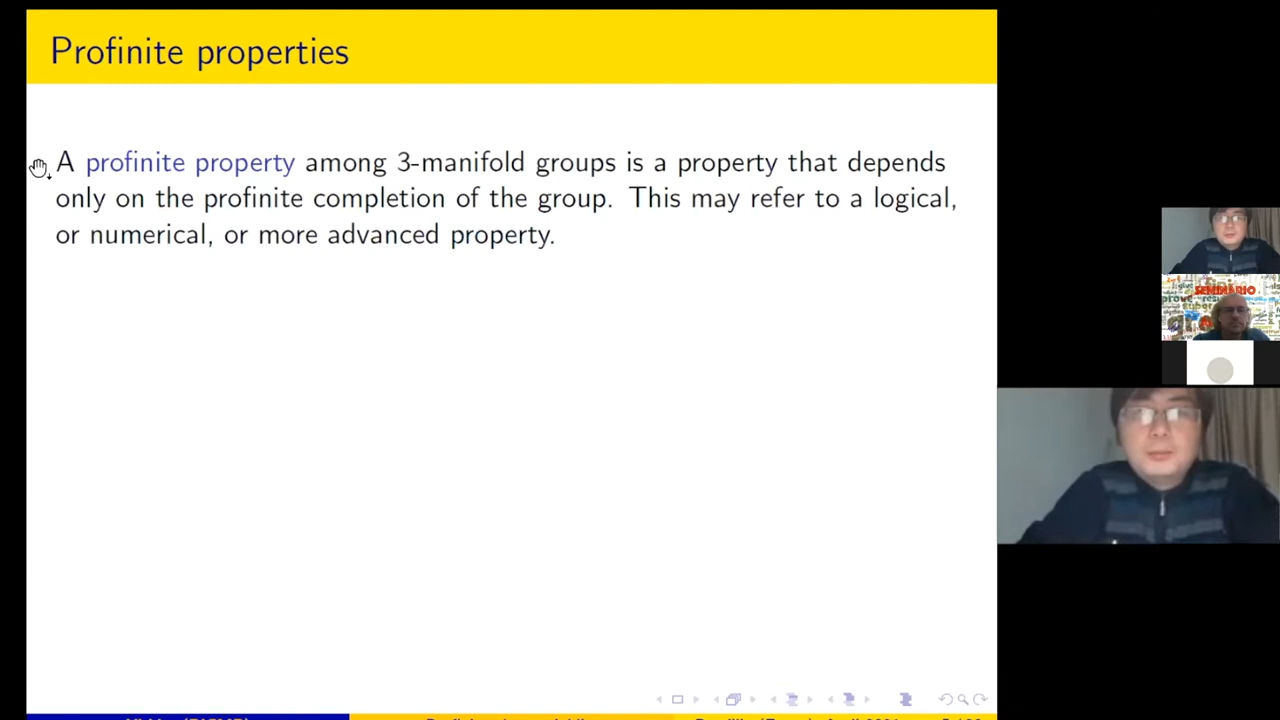 Profinite properties
A profinite property among 3-manifold groups is a property that depends
only on the profinite completion of the group. This may refer to a logical,
or numerical, or more advanced property.
SEMINÁRIO